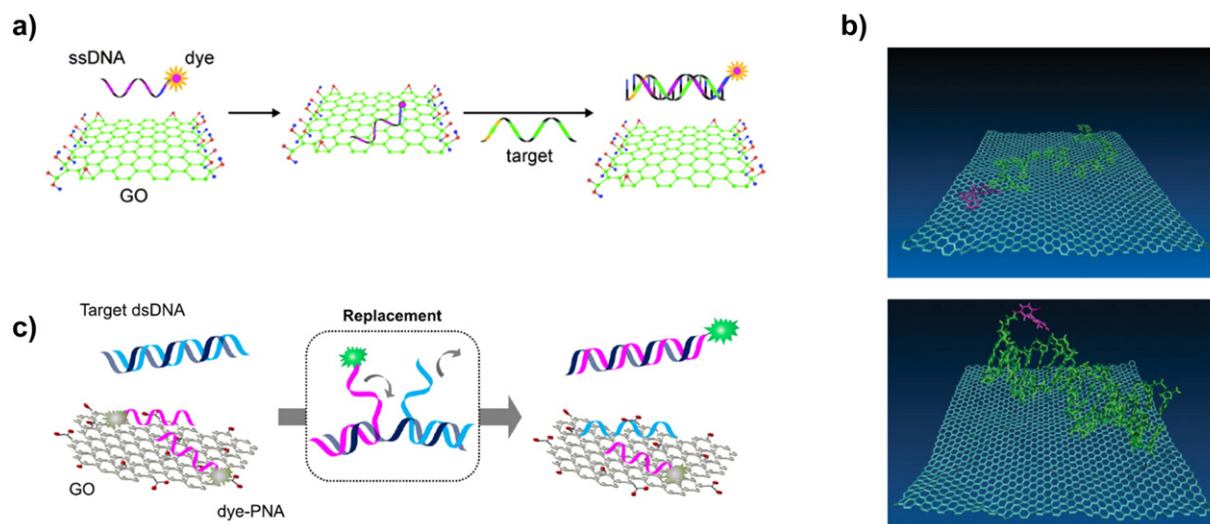 a)
ssDNA
dye
GO
target
b)
c)
Target dsDNA
Replacement
GO
dye-PNA